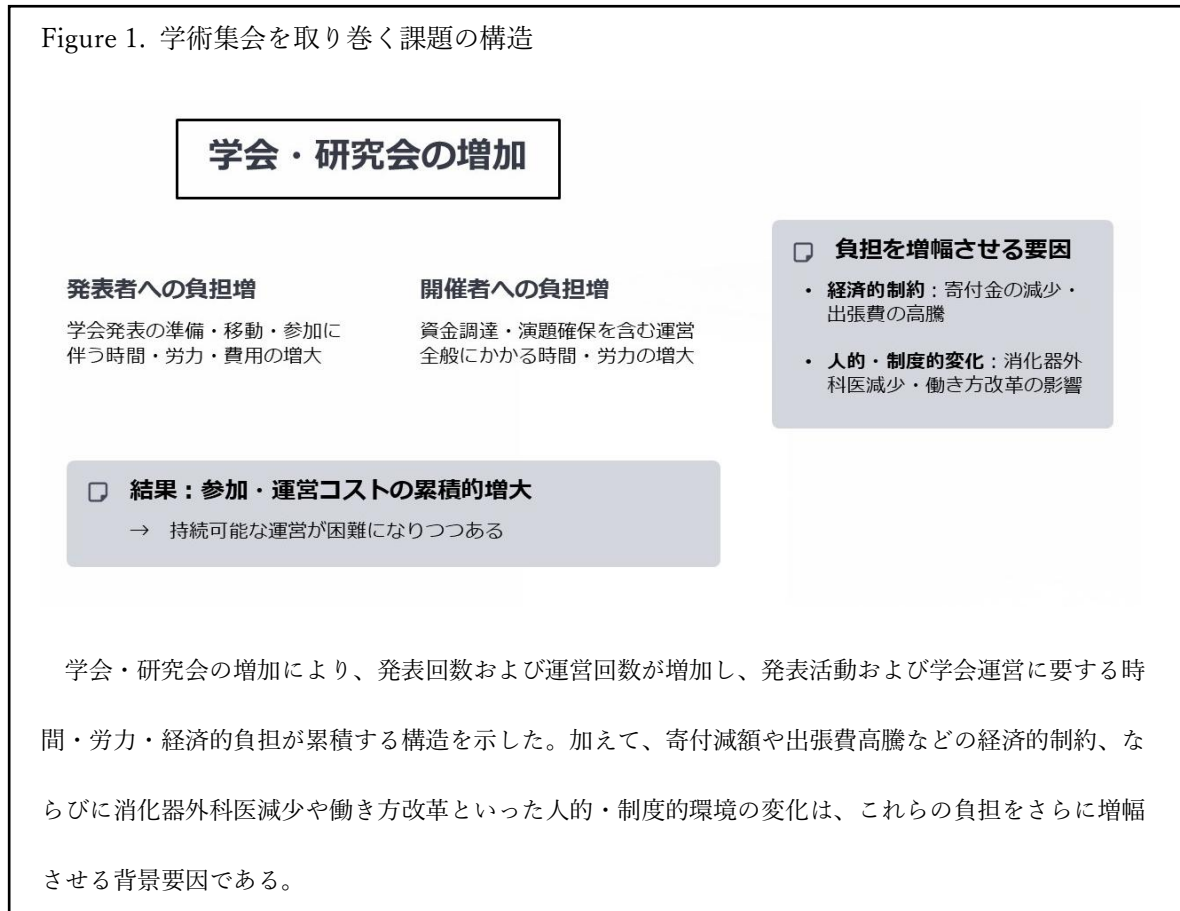 Figure 1. 学術集会を取り巻く課題の構造
学会・研究会の増加
発表者への負担増
学会発表の準備・移動・参加に
伴う時間・労力・費用の増大
開催者への負担増
資金調達・演題確保を含む運営
全般にかかる時間・労力の増大
負担を増幅させる要因
・ 経済的制約：寄付金の減少・
出張費の高騰
・ 人的・制度的変化：消化器外
科医減少・働き方改革の影響
結果：参加・運営コストの累積的増大
→ 持続可能な運営が困難になりつつある
学会・研究会の増加により、発表回数および運営回数が増加し、発表活動および学会運営に要する時
間・労力・経済的負担が累積する構造を示した。加えて、寄付減額や出張費高騰などの経済的制約、な
らびに消化器外科医減少や働き方改革といった人的・制度的環境の変化は、これらの負担をさらに増幅
させる背景要因である。